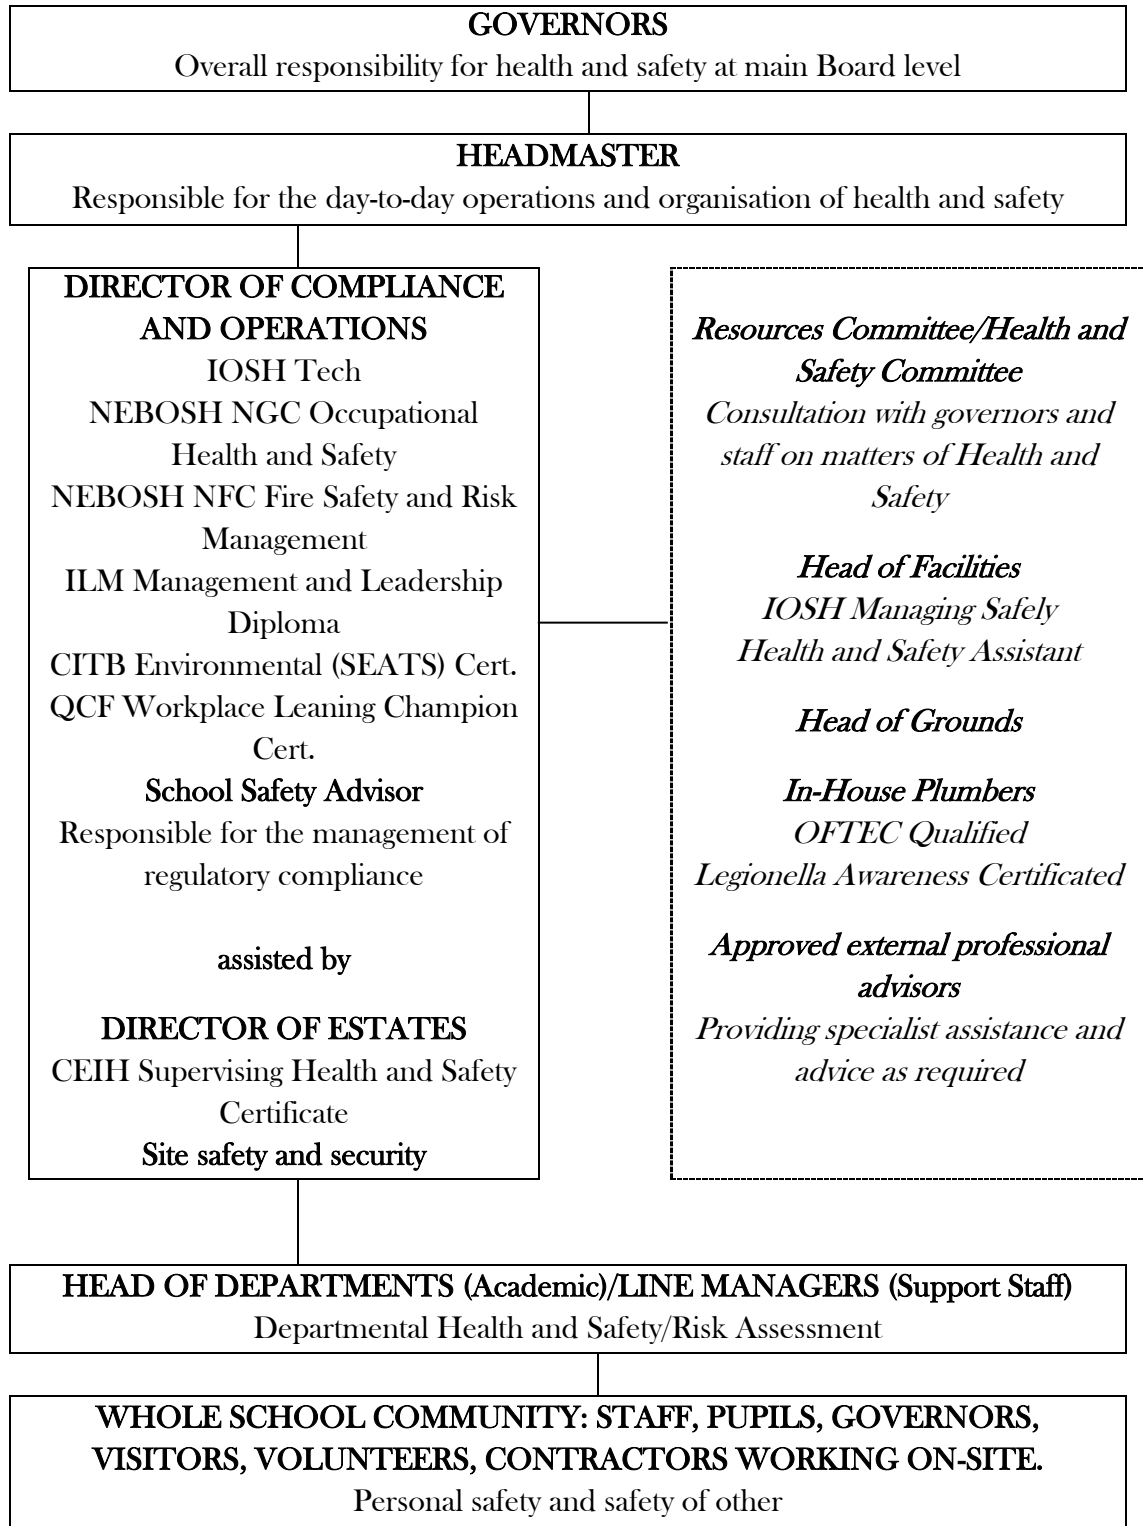 GOVERNORS
Overall responsibility for health and safety at main Board level
HEADMASTER
Responsible for the day-to-day operations and organisation of health and safety
DIRECTOR OF COMPLIANCE
AND OPERATIONS
IOSH Tech
NEBOSH NGC Occupational
Health and Safety
NEBOSH NFC Fire Safety and Risk
Management
ILM Management and Leadership
Diploma
CITB Environmental (SEATS) Cert.
QCF Workplace Leaning Champion
Cert.
School Safety Advisor
Responsible for the management of
regulatory compliance
assisted by
DIRECTOR OF ESTATES
CEIH Supervising Health and Safety
Certificate
Site safety and security
Resources Committee/Health and
Safety Committee
Consultation with governors and
staff on matters of Health and
Safety
Head of Facilities
IOSH Managing Safely
Health and Safety Assistant
Head of Grounds
In-House Plumbers
OFTEC Qualified
Legionella Awareness Certificated
Approved external professional
advisors
Providing specialist assistance and
advice as required
HEAD OF DEPARTMENTS (Academic)/LINE MANAGERS (Support Staff)
Departmental Health and Safety/Risk Assessment
WHOLE SCHOOL COMMUNITY: STAFF, PUPILS, GOVERNORS,
VISITORS, VOLUNTEERS, CONTRACTORS WORKING ON-SITE.
Personal safety and safety of other